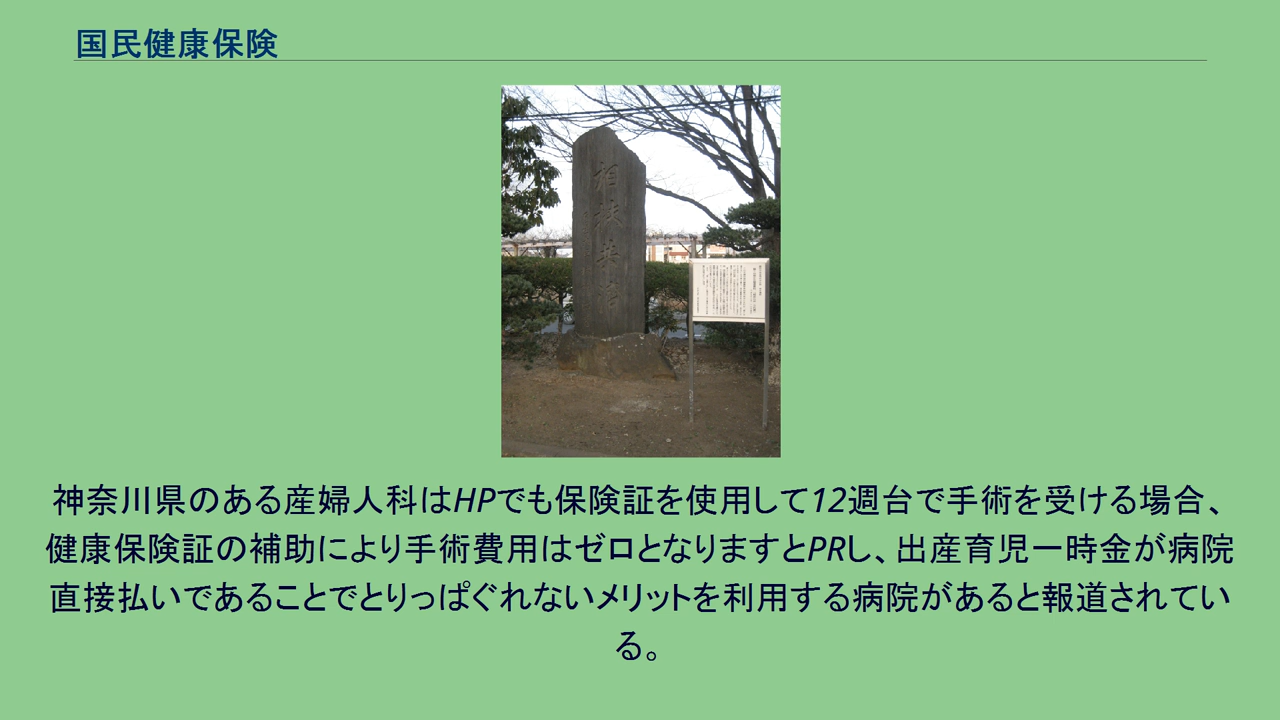 国民健康保険
相扶共済
神奈川県のある産婦人科はHPでも保険証を使用して12週台で手術を受ける場合、
健康保険証の補助により手術費用はゼロとなりますとPRし、出産育児一時金が病院
直接払いであることでとりっぱぐれないメリットを利用する病院があると報道されてい
る。